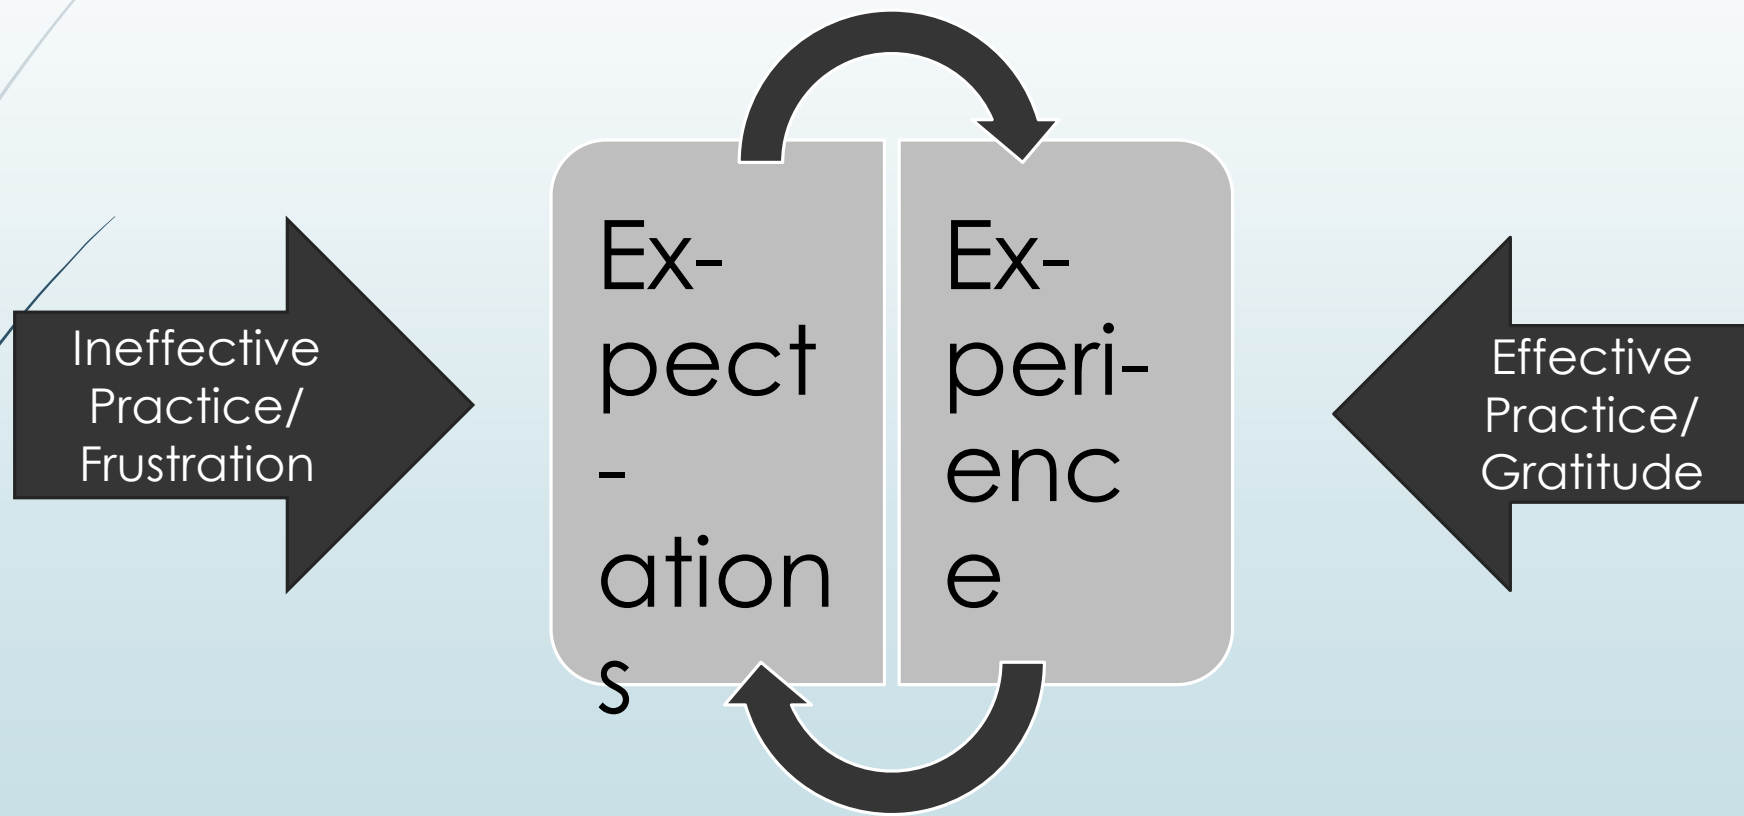 Ineffective
Practice/
Frustration
Ex-
pect
-
ation
s
Ex-
peri-
enc
e
Effective
Practice/
Gratitude